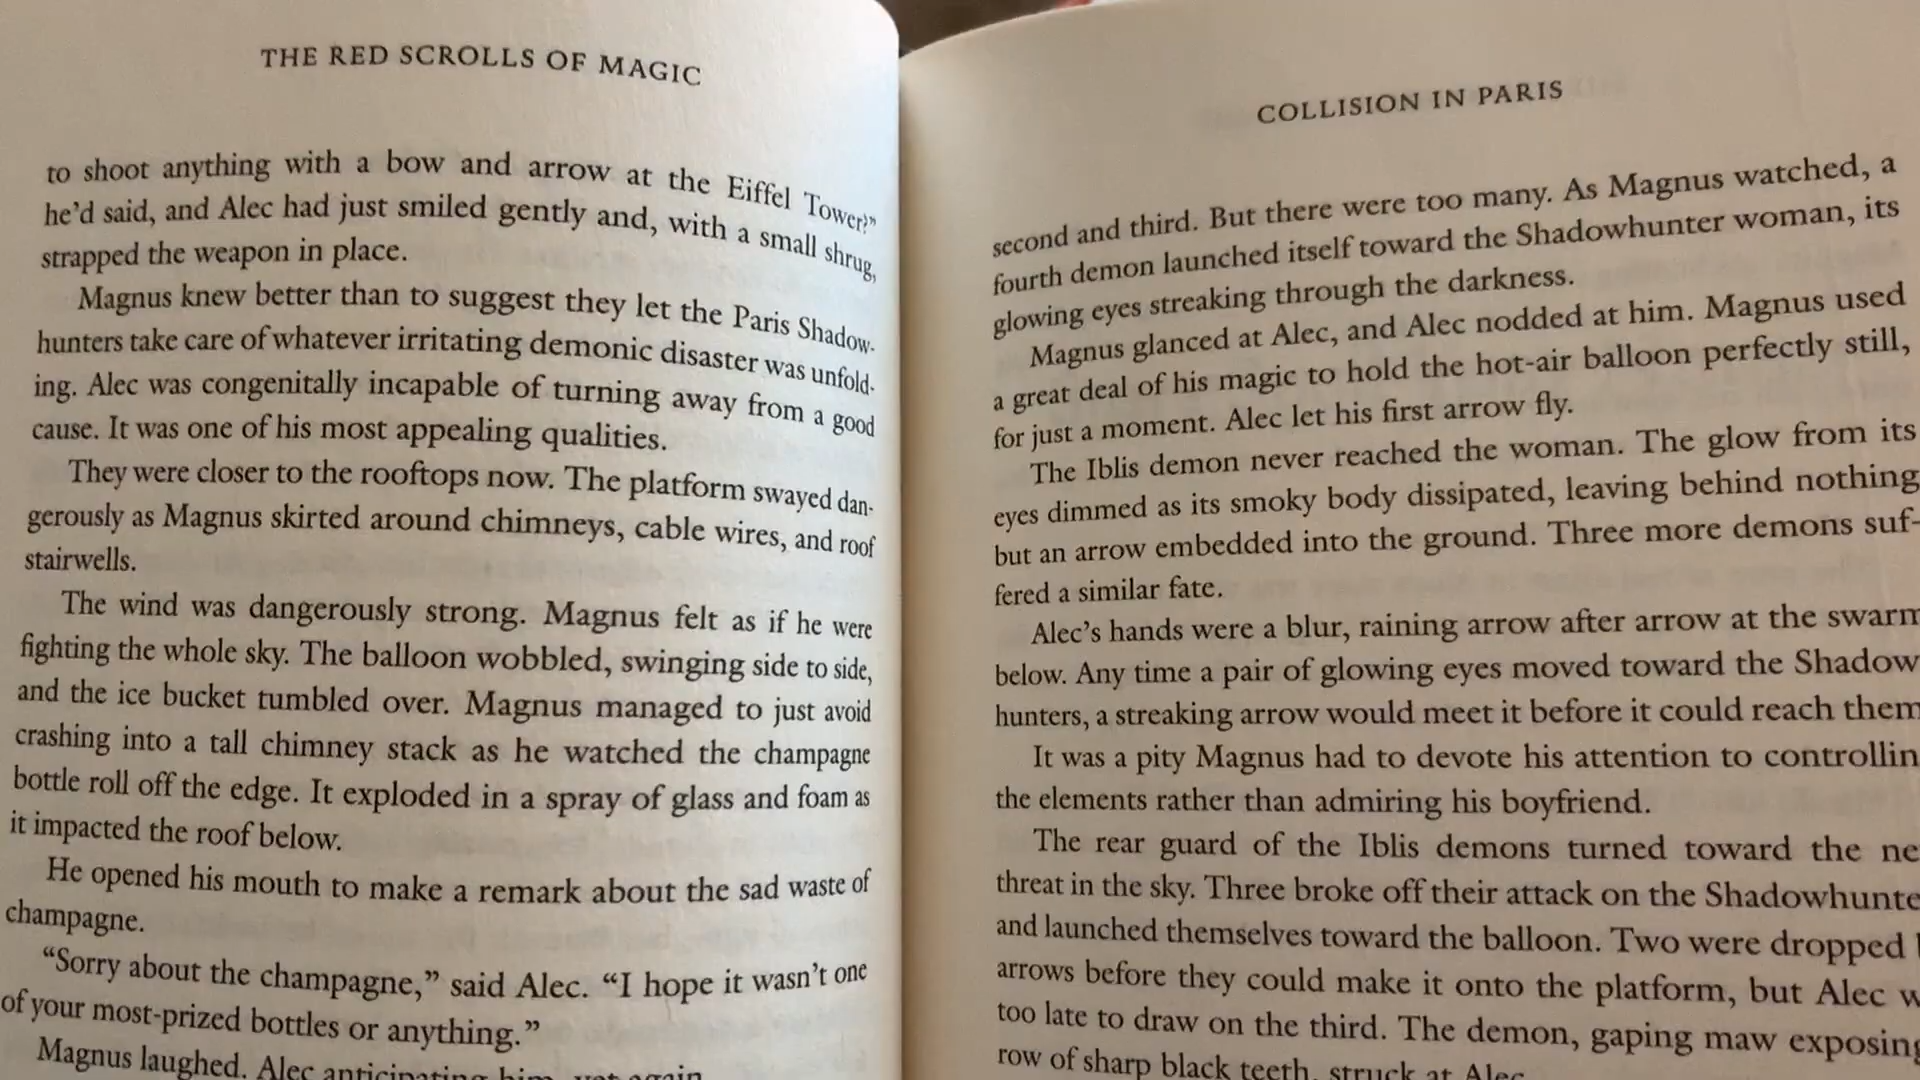 THE RED SCROLLS OF MAGIC
to shoot anything with a bow and arrow at the Eiffel Tower?”
he’d said, and Alec had just smiled gently and, with a small shrug,
strapped the weapon in place.
Magnus knew better than to suggest they let the Paris Shadow-
hunters take care of whatever irritating demonic disaster was unfold-
ing. Alec was congenitally incapable of turning away from a good
cause. It was one of his most appealing qualities.
They were closer to the rooftops now. The platform swayed dan-
gerously as Magnus skirted around chimneys, cable wires, and roof
stairwells.
The wind was dangerously strong. Magnus felt as if he were
fighting the whole sky. The balloon wobbled, swinging side to side,
and the ice bucket tumbled over. Magnus managed to just avoid
crashing into a tall chimney stack as he watched the champagne
bottle roll off the edge. It exploded in a spray of glass and foam as
it impacted the roof below.
He opened his mouth to make a remark about the sad waste of
champagne.
“Sorry about the champagne,” said Alec. “I hope it wasn’t one
of your most-prized bottles or anything.”
Magnus laughed. Alec anticipating him, yet again
COLLISION IN PARIS
second and third. But there were too many. As Magnus watched, a
fourth demon launched itself toward the Shadowhunter woman, its
glowing eyes streaking through the darkness.
Magnus glanced at Alec, and Alec nodded at him. Magnus used
a great deal of his magic to hold the hot-air balloon perfectly still,
for just a moment. Alec let his first arrow fly.
The Iblis demon never reached the woman. The glow from its
eyes dimmed as its smoky body dissipated, leaving behind nothing
but an arrow embedded into the ground. Three more demons suf-
fered a similar fate.
Alec’s hands were a blur, raining arrow after arrow at the swarm
below. Any time a pair of glowing eyes moved toward the Shadow
hunters, a streaking arrow would meet it before it could reach them
It was a pity Magnus had to devote his attention to controllin
the elements rather than admiring his boyfriend.
The rear guard of the Iblis demons turned toward the ne
threat in the sky. Three broke off their attack on the Shadowhunte
and launched themselves toward the balloon. Two were dropped
arrows before they could make it onto the platform, but Alec w
too late to draw on the third. The demon, gaping maw exposing
row of sharp black teeth, struck at Alec